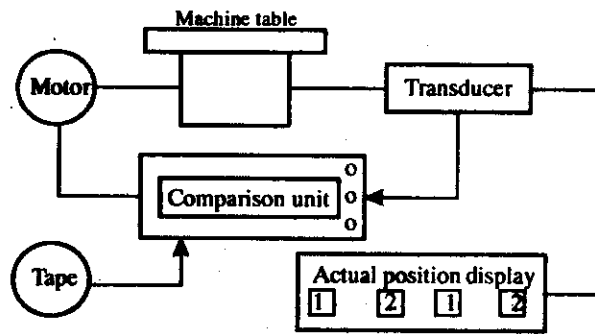 Machine table
Motor
Transducer
o
Comparison unit
o
o
Tape
Actual position display
1 2 1 2